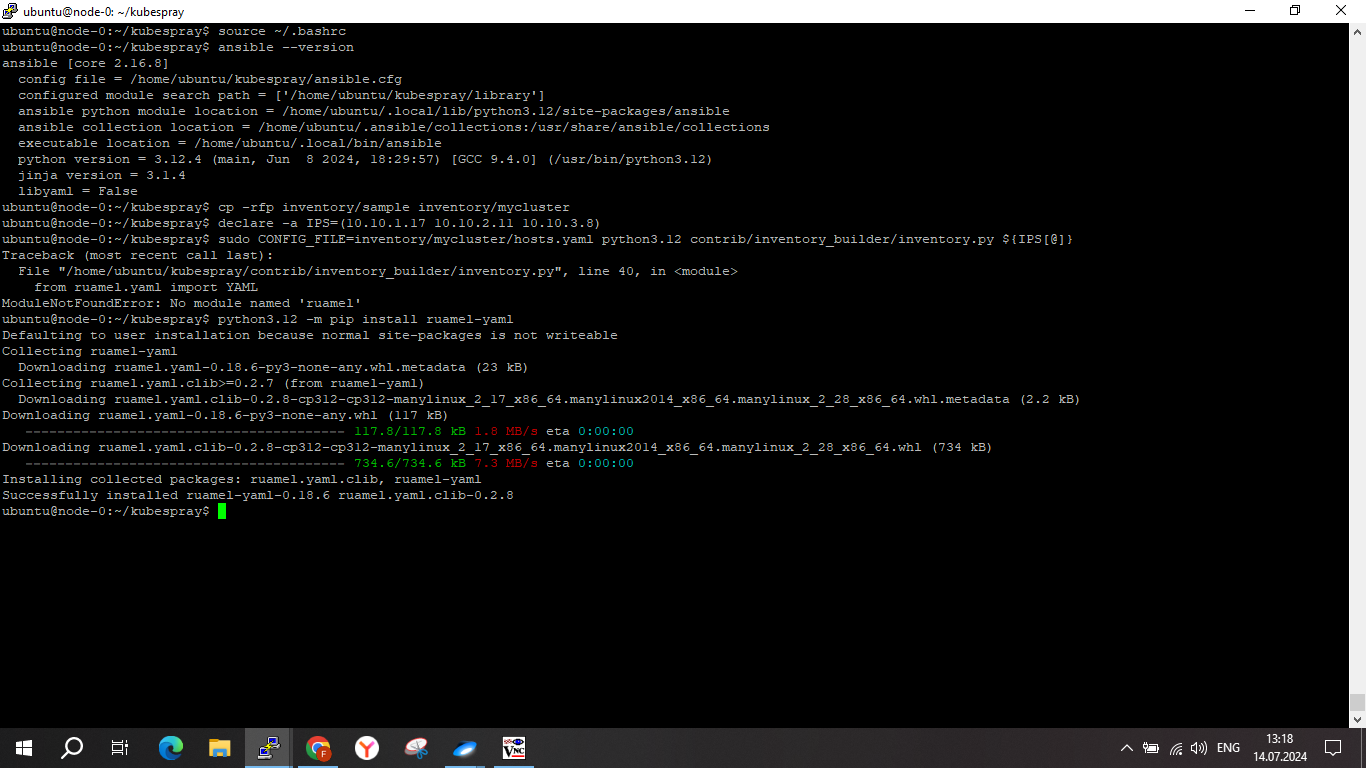 ubuntu@node-0: ~/kubespray
ubuntu@node-0:~/kubespray$ source ~/.bashrc
ubuntu@node-0:~/kubespray$ ansible --version
ansible [core 2.16.8]
  config file = /home/ubuntu/kubespray/ansible.cfg
  configured module search path = ['/home/ubuntu/kubespray/library']
  ansible python module location = /home/ubuntu/.local/lib/python3.12/site-packages/ansible
  ansible collection location = /home/ubuntu/.ansible/collections:/usr/share/ansible/collections
  executable location = /home/ubuntu/.local/bin/ansible
  python version = 3.12.4 (main, Jun  8 2024, 18:29:57) [GCC 9.4.0] (/usr/bin/python3.12)
  jinja version = 3.1.4
  libyaml = False
ubuntu@node-0:~/kubespray$ cp -rfp inventory/sample inventory/mycluster
ubuntu@node-0:~/kubespray$ declare -a IPS=(10.10.1.17 10.10.2.11 10.10.3.8)
ubuntu@node-0:~/kubespray$ sudo CONFIG_FILE=inventory/mycluster/hosts.yaml python3.12 contrib/inventory_builder/inventory.py ${IPS[@]}
Traceback (most recent call last):
  File "/home/ubuntu/kubespray/contrib/inventory_builder/inventory.py", line 40, in <module>
    from ruamel.yaml import YAML
ModuleNotFoundError: No module named 'ruamel'
ubuntu@node-0:~/kubespray$ python3.12 -m pip install ruamel-yaml
Defaulting to user installation because normal site-packages is not writeable
Collecting ruamel-yaml
  Downloading ruamel.yaml-0.18.6-py3-none-any.whl.metadata (23 kB)
Collecting ruamel.yaml.clib>=0.2.7 (from ruamel-yaml)
  Downloading ruamel.yaml.clib-0.2.8-cp312-cp312-manylinux_2_17_x86_64.manylinux2014_x86_64.manylinux_2_28_x86_64.whl.metadata (2.2 kB)
Downloading ruamel.yaml-0.18.6-py3-none-any.whl (117 kB)
   ---------------------------------------- 117.8/117.8 kB 1.8 MB/s eta 0:00:00
Downloading ruamel.yaml.clib-0.2.8-cp312-cp312-manylinux_2_17_x86_64.manylinux2014_x86_64.manylinux_2_28_x86_64.whl (734 kB)
   ---------------------------------------- 734.6/734.6 kB 7.3 MB/s eta 0:00:00
Installing collected packages: ruamel.yaml.clib, ruamel-yaml
Successfully installed ruamel-yaml-0.18.6 ruamel.yaml.clib-0.2.8
ubuntu@node-0:~/kubespray$
F
Y
VNC
ENG
13:18
14.07.2024